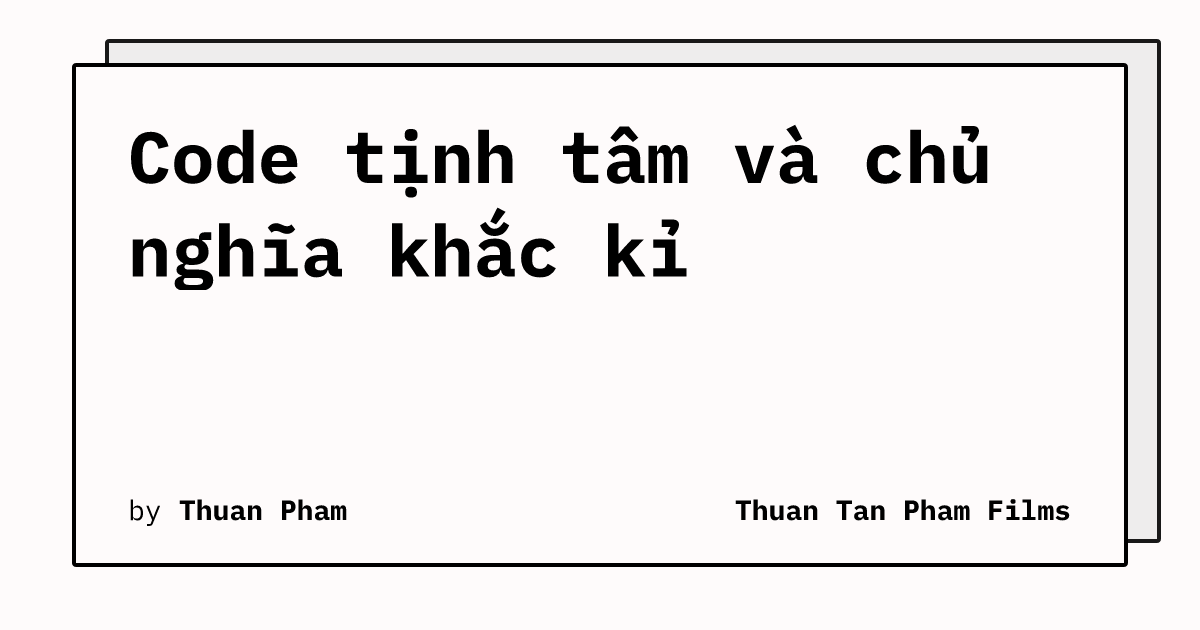 Code tịnh tâm và chủ
nghĩa khắc kỉ
by Thuan Pham
Thuan Tan Pham Films